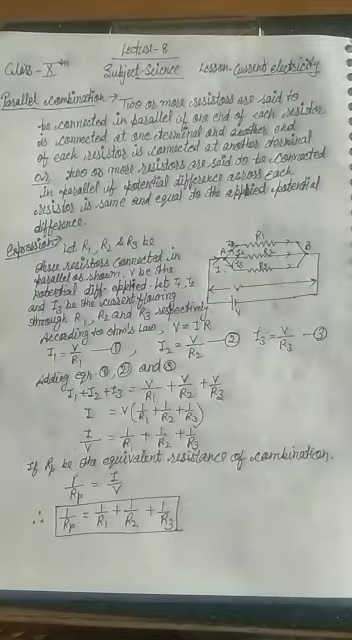 Lecture-8
Class-Xth Subject-Science Lesson-Current electricity
Parallel combination → Two or more resistors are said to
be connected in parallel if one end of each resistor
is connected at one terminal and another end
of each resistor is connected at another terminal
or two or more resistors are said to be connected
in parallel if potential difference across each
resistor is same and equal to the applied potential
difference.
Expression: Let R1, R2 & R3 be
three resistors connected in
parallel as shown. V be the
potential diff. applied. Let I1, I2
and I3 be the current flowing
through R1, R2 and R3 respectively.
R1
R2
R3
A
B
V
V
According to ohm's law, V = IR
I1 = V/R1 — ① , I2 = V/R2 — ② I3 = V/R3 — ③
Adding eqn. ①, ② and ③
I1 + I2 + I3 = V/R1 + V/R2 + V/R3
I = V(1/R1 + 1/R2 + 1/R3)
I/V = 1/R1 + 1/R2 + 1/R3
If Rp be the equivalent resistance of combination.
1/Rp = I/V
∴ 1/Rp = 1/R1 + 1/R2 + 1/R3